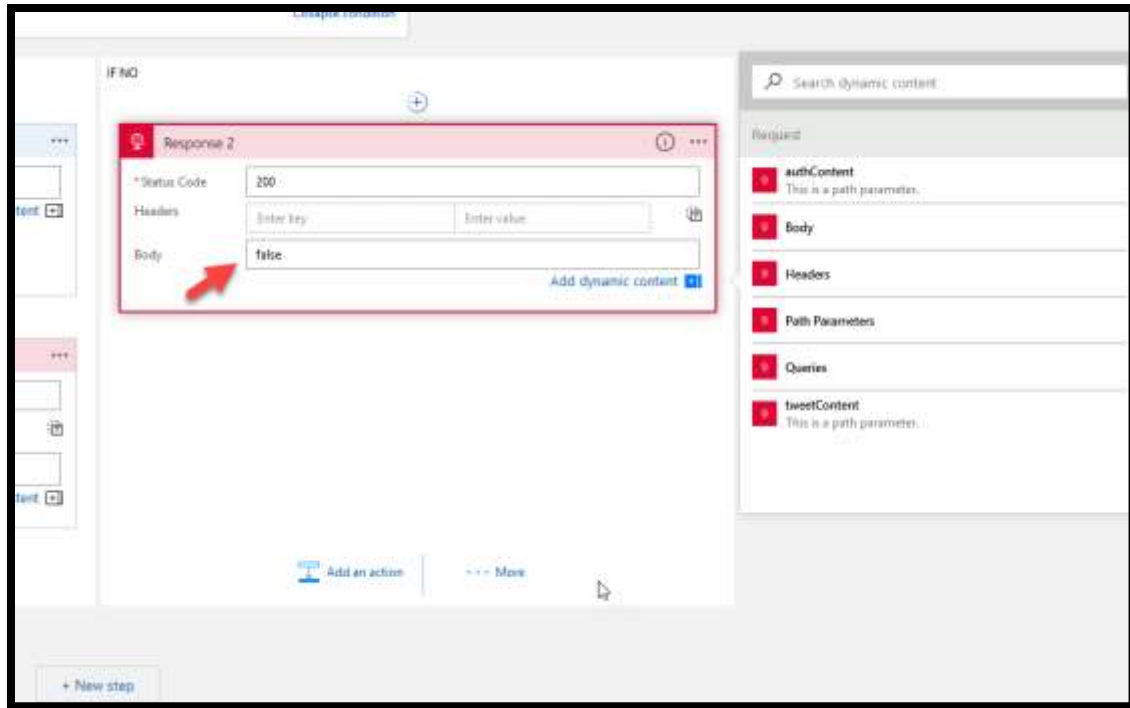 Collapse condition
IF NO
Response 2
* Status Code
200
Headers
Enter key
Enter value
Body
false
Add dynamic content
Add an action
More
+ New step
Search dynamic content
Request
authContent
This is a path parameter.
Body
Headers
Path Parameters
Queries
tweetContent
This is a path parameter.